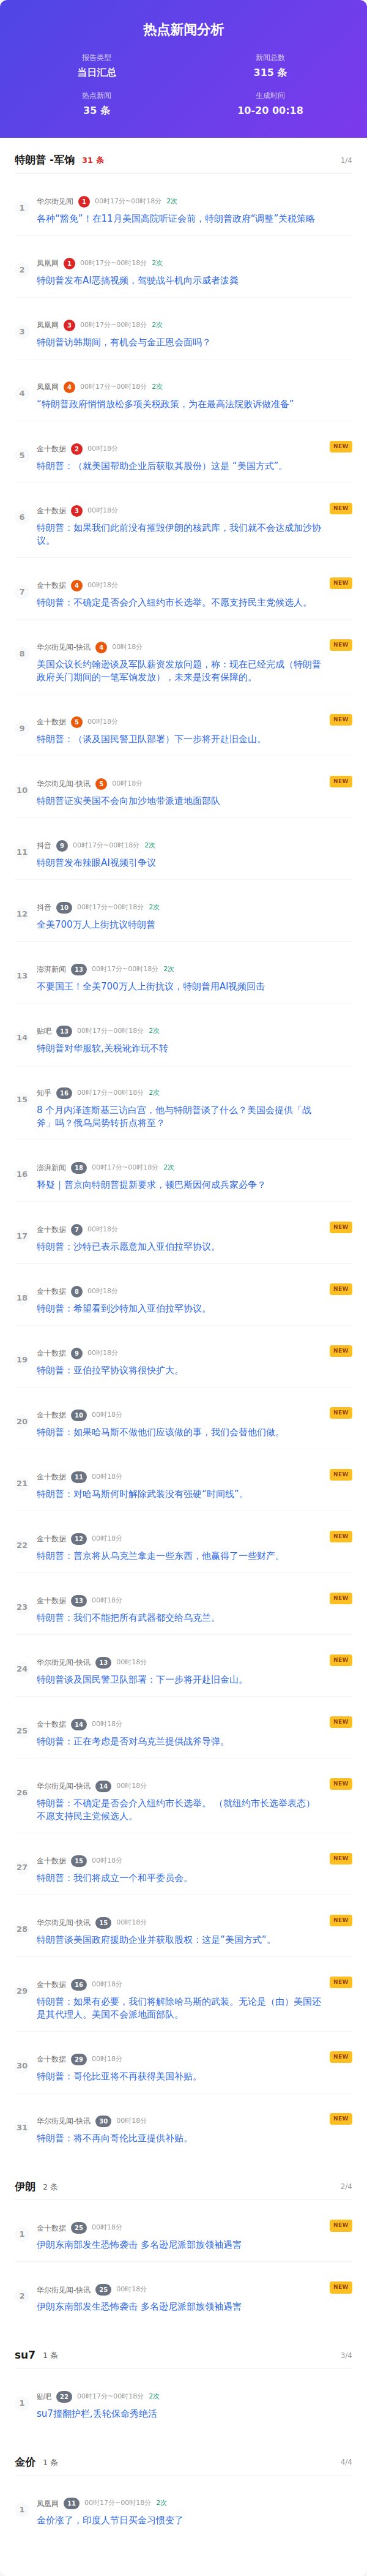 热点新闻分析
报告类型
当日汇总
新闻总数
315 条
热点新闻
35 条
生成时间
10-20 00:18
特朗普 -军饷 31 条 1/4
1 华尔街见闻 1 00时17分~00时18分 2次
各种“豁免”！在11月美国高院听证会前，特朗普政府“调整”关税策略
2 凤凰网 1 00时17分~00时18分 2次
特朗普发布AI恶搞视频，驾驶战斗机向示威者泼粪
3 凤凰网 3 00时17分~00时18分 2次
特朗普访韩期间，有机会与金正恩会面吗？
4 凤凰网 4 00时17分~00时18分 2次
“特朗普政府悄悄放松多项关税政策，为在最高法院败诉做准备”
5 金十数据 2 00时18分 NEW
特朗普：（就美国帮助企业后获取其股份）这是 “美国方式”。
6 金十数据 3 00时18分 NEW
特朗普：如果我们此前没有摧毁伊朗的核武库，我们就不会达成加沙协
议。
7 金十数据 4 00时18分 NEW
特朗普：不确定是否会介入纽约市长选举。不愿支持民主党候选人。
8 华尔街见闻-快讯 4 00时18分 NEW
美国众议长约翰逊谈及军队薪资发放问题，称：现在已经完成（特朗普
政府关门期间的一笔军饷发放），未来是没有保障的。
9 金十数据 5 00时18分 NEW
特朗普：（谈及国民警卫队部署）下一步将开赴旧金山。
10 华尔街见闻-快讯 5 00时18分 NEW
特朗普证实美国不会向加沙地带派遣地面部队
11 抖音 9 00时17分~00时18分 2次
特朗普发布辣眼AI视频引争议
12 抖音 10 00时17分~00时18分 2次
全美700万人上街抗议特朗普
13 澎湃新闻 13 00时17分~00时18分 2次
不要国王！全美700万人上街抗议，特朗普用AI视频回击
14 贴吧 13 00时17分~00时18分 2次
特朗普对华服软,关税讹诈玩不转
15 知乎 16 00时17分~00时18分 2次
8 个月内泽连斯基三访白宫，他与特朗普谈了什么？美国会提供「战
斧」吗？俄乌局势转折点将至？
16 澎湃新闻 18 00时17分~00时18分 2次
释疑｜普京向特朗普提新要求，顿巴斯因何成兵家必争？
17 金十数据 7 00时18分 NEW
特朗普：沙特已表示愿意加入亚伯拉罕协议。
18 金十数据 8 00时18分 NEW
特朗普：希望看到沙特加入亚伯拉罕协议。
19 金十数据 9 00时18分 NEW
特朗普：亚伯拉罕协议将很快扩大。
20 金十数据 10 00时18分 NEW
特朗普：如果哈马斯不做他们应该做的事，我们会替他们做。
21 金十数据 11 00时18分 NEW
特朗普：对哈马斯何时解除武装没有强硬“时间线”。
22 金十数据 12 00时18分 NEW
特朗普：普京将从乌克兰拿走一些东西，他赢得了一些财产。
23 金十数据 13 00时18分 NEW
特朗普：我们不能把所有武器都交给乌克兰。
24 华尔街见闻-快讯 13 00时18分 NEW
特朗普谈及国民警卫队部署：下一步将开赴旧金山。
25 金十数据 14 00时18分 NEW
特朗普：正在考虑是否对乌克兰提供战斧导弹。
26 华尔街见闻-快讯 14 00时18分 NEW
特朗普：不确定是否会介入纽约市长选举。 （就纽约市长选举表态）
不愿支持民主党候选人。
27 金十数据 15 00时18分 NEW
特朗普：我们将成立一个和平委员会。
28 华尔街见闻-快讯 15 00时18分 NEW
特朗普谈美国政府援助企业并获取股权：这是“美国方式”。
29 金十数据 16 00时18分 NEW
特朗普：如果有必要，我们将解除哈马斯的武装。无论是（由）美国还
是其代理人。美国不会派地面部队。
30 金十数据 29 00时18分 NEW
特朗普：哥伦比亚将不再获得美国补贴。
31 华尔街见闻-快讯 30 00时18分 NEW
特朗普：将不再向哥伦比亚提供补贴。
伊朗 2 条 2/4
1 金十数据 25 00时18分 NEW
伊朗东南部发生恐怖袭击 多名逊尼派部族领袖遇害
2 华尔街见闻-快讯 25 00时18分 NEW
伊朗东南部发生恐怖袭击 多名逊尼派部族领袖遇害
su7 1 条 3/4
1 贴吧 22 00时17分~00时18分 2次
su7撞翻护栏,丢轮保命秀绝活
金价 1 条 4/4
1 凤凰网 11 00时17分~00时18分 2次
金价涨了，印度人节日买金习惯变了